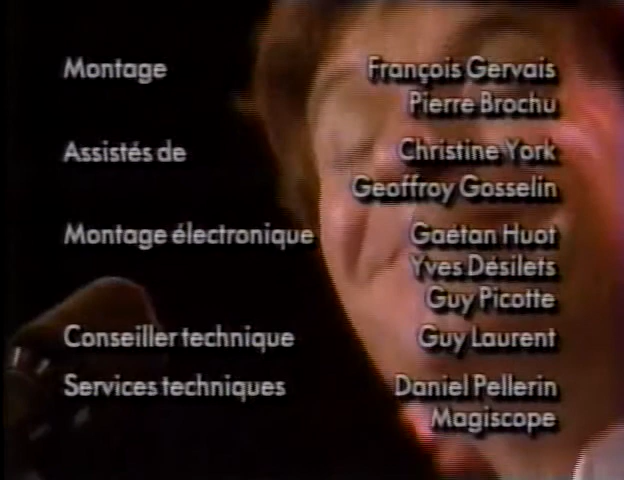 Montage François Gervais
Pierre Brochu
Assistés de Christine York
Geoffroy Gosselin
Montage électronique Gaétan Huot
Yves Désilets
Guy Picotte
Conseiller technique Guy Laurent
Services techniques Daniel Pellerin
Magiscope